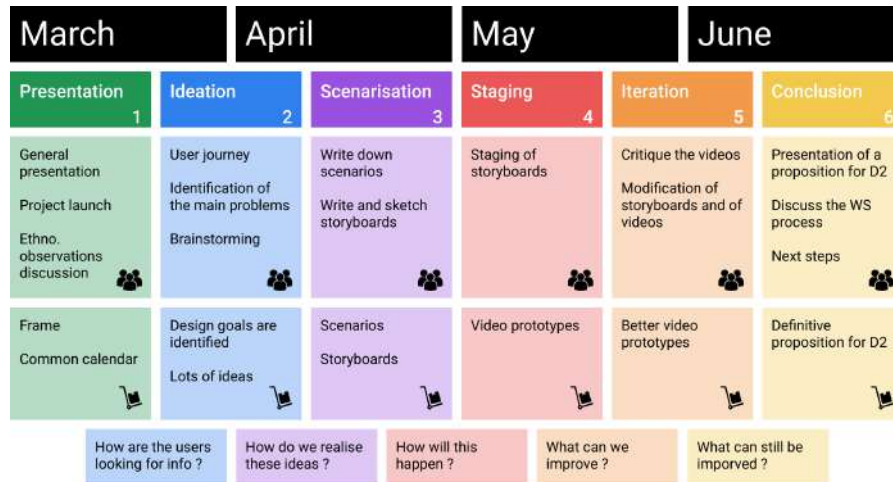 March
April
May
June
Presentation
1
Ideation
2
Scenarisation
3
Staging
4
Iteration
5
Conclusion
6
General
presentation
Project launch
Ethno.
observations
discussion
User journey
Identification of
the main problems
Brainstorming
Write down
scenarios
Write and sketch
storyboards
Staging of
storyboards
Critique the videos
Modification of
storyboards and of
videos
Presentation of a
proposition for D2
Discuss the WS
process
Next steps
Frame
Common calendar
Design goals are
identified
Lots of ideas
Scenarios
Storyboards
Video prototypes
Better video
prototypes
Definitive
proposition for D2
How are the users
looking for info ?
How do we realise
these ideas ?
How will this
happen ?
What can we
improve ?
What can still be
imporved ?